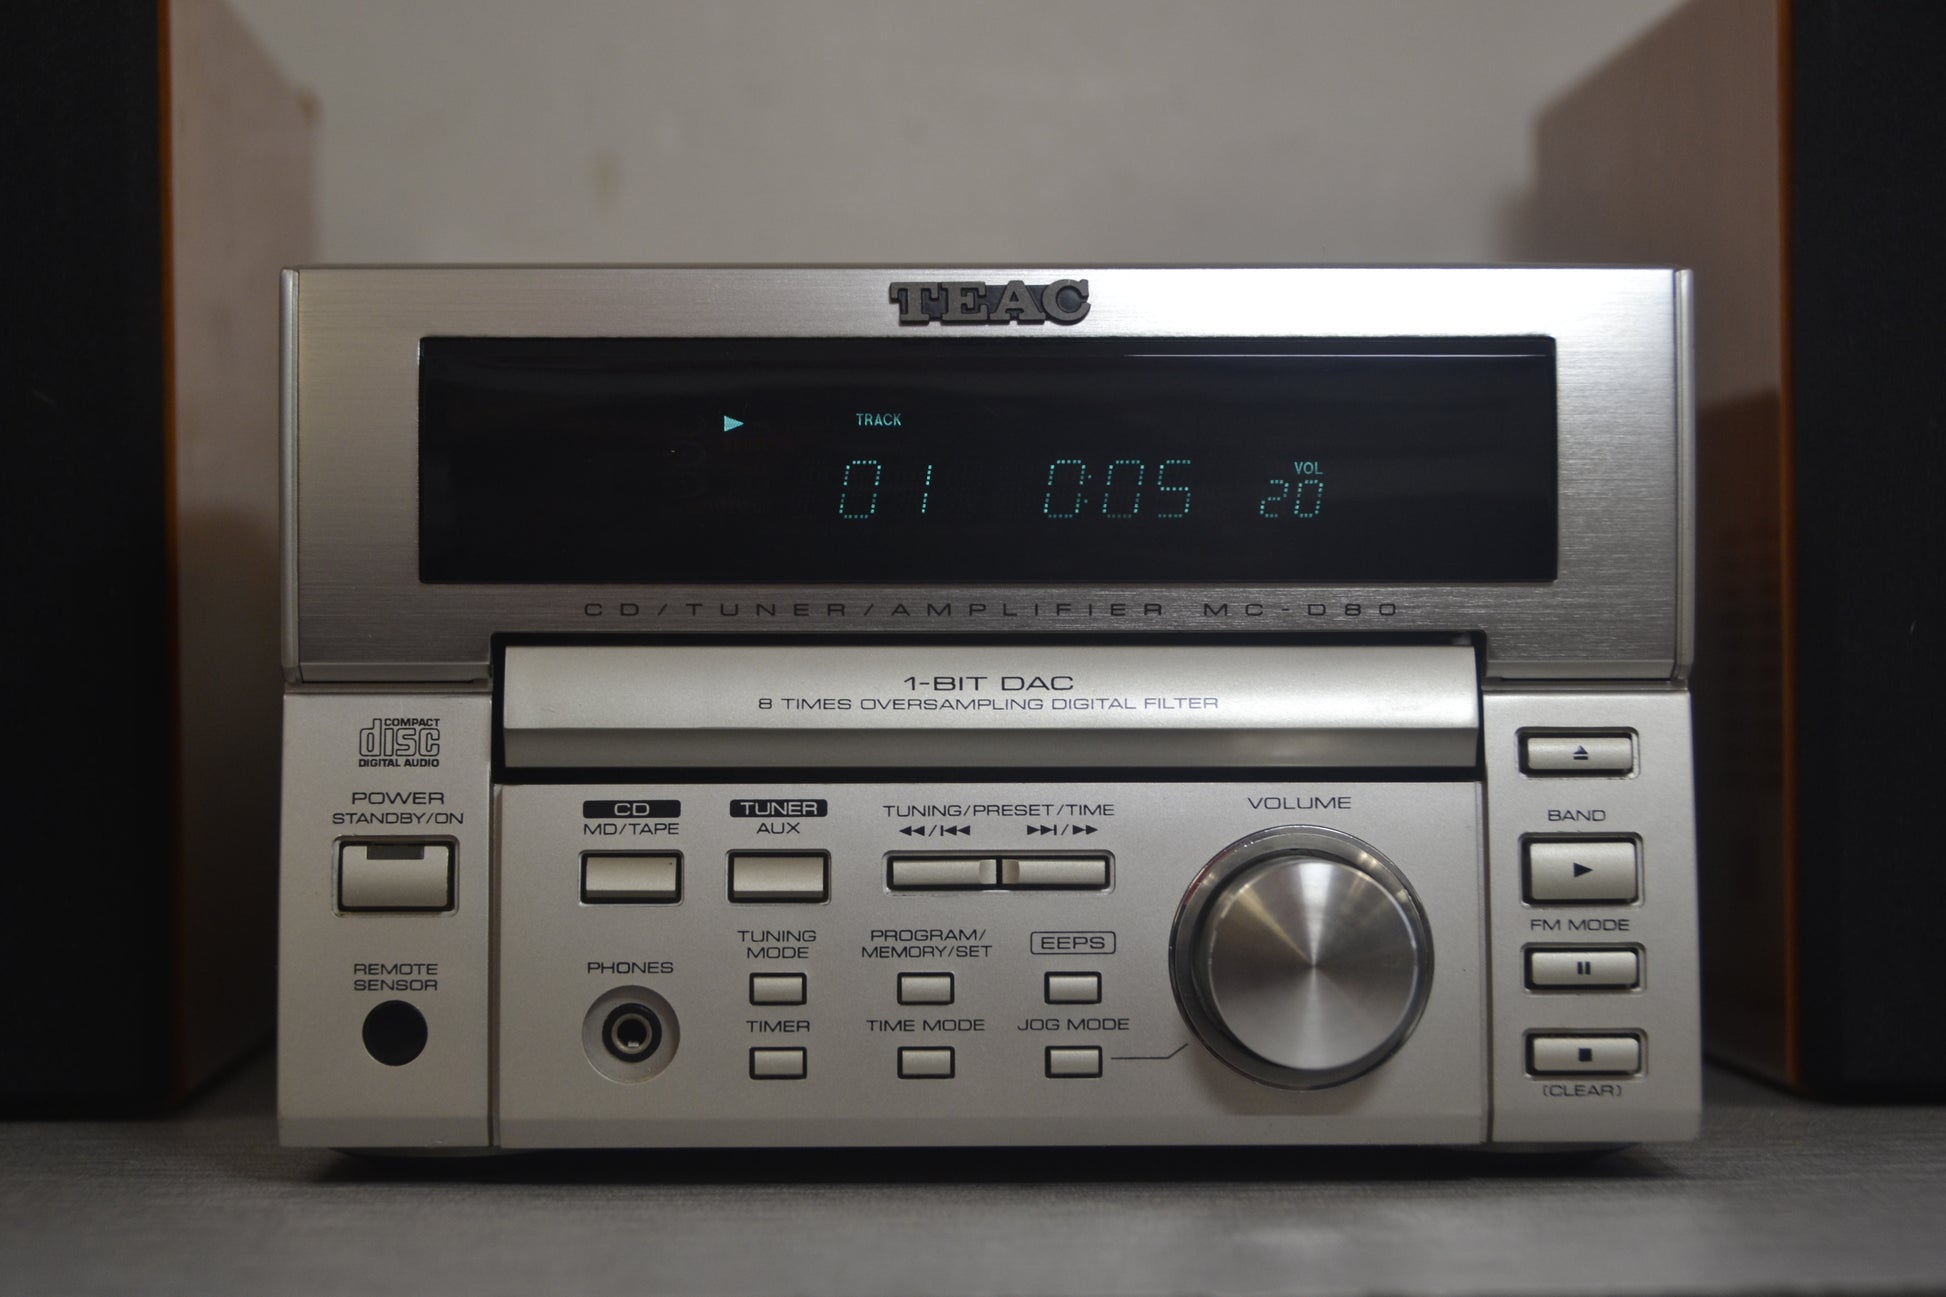 TEAC
TRACK
01 0:05
VOL
20
CD/TUNER/AMPLIFIER MC-D80
1-BIT DAC
8 TIMES OVERSAMPLING DIGITAL FILTER
COMPACT
disc
DIGITAL AUDIO
POWER
STANDBY/ON
REMOTE
SENSOR
CD
MD/TAPE
TUNER
AUX
TUNING/PRESET/TIME
VOLUME
PHONES
TUNING
MODE
PROGRAM/
MEMORY/SET
EEPS
TIMER
TIME MODE
JOG MODE
BAND
FM MODE
(CLEAR)